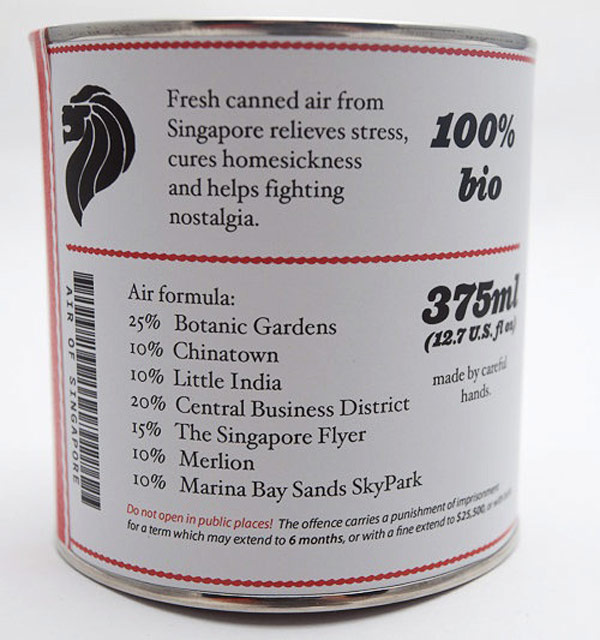 Fresh canned air from
Singapore relieves stress,
cures homesickness
and helps fighting
nostalgia.
100%
bio
AIR OF SINGAPORE
Air formula:
25% Botanic Gardens
10% Chinatown
10% Little India
20% Central Business District
15% The Singapore Flyer
10% Merlion
10% Marina Bay Sands SkyPark
375ml
(12.7 U.S. fl oz)
made by careful
hands.
Do not open in public places! The offence carries a punishment of imprisonment
for a term which may extend to 6 months, or with a fine extend to $25,500, or with